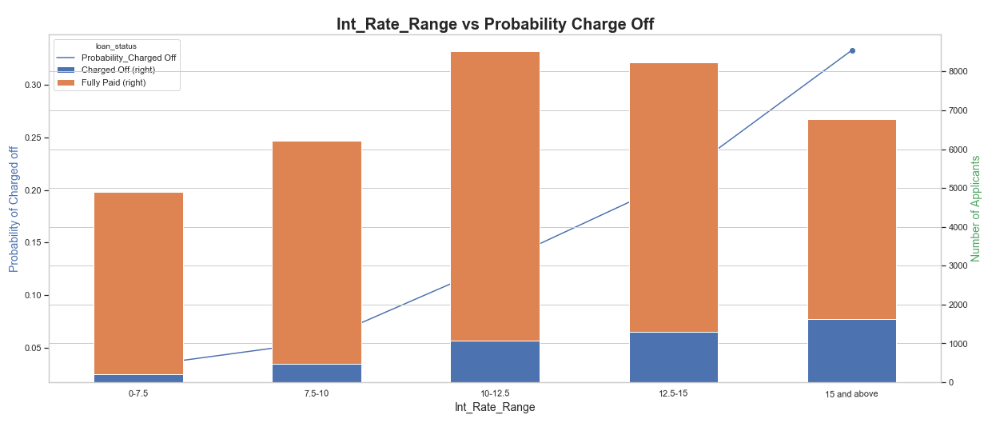 Int_Rate_Range vs Probability Charge Off
loan_status
Probability_Charged Off
Charged Off (right)
Fully Paid (right)
Probability of Charged off
0.30
0.25
0.20
0.15
0.10
0.05
8000
7000
6000
5000
4000
3000
2000
1000
0
Number of Applicants
0-7.5
7.5-10
10-12.5
12.5-15
15 and above
Int_Rate_Range